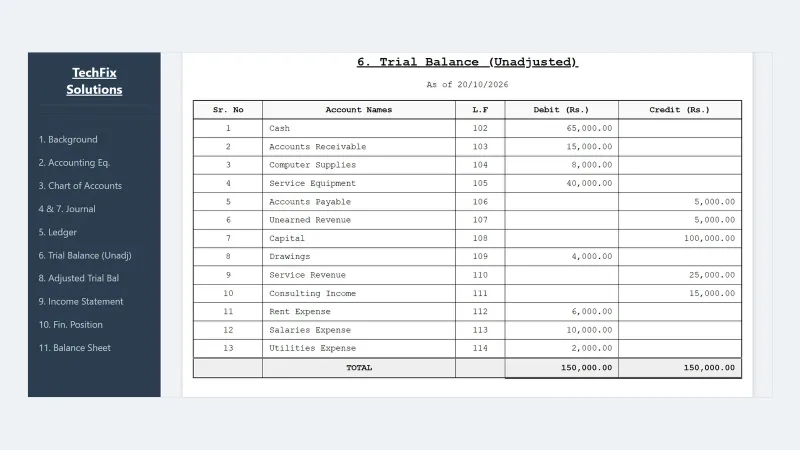 TechFix
Solutions
1. Background
2. Accounting Eq.
3. Chart of Accounts
4 & 7. Journal
5. Ledger
6. Trial Balance (Unadj)
8. Adjusted Trial Bal
9. Income Statement
10. Fin. Position
11. Balance Sheet
6. Trial Balance (Unadjusted)
As of 20/10/2026
Sr. No Account Names L.F Debit (Rs.) Credit (Rs.)
1 Cash 102 65,000.00
2 Accounts Receivable 103 15,000.00
3 Computer Supplies 104 8,000.00
4 Service Equipment 105 40,000.00
5 Accounts Payable 106 5,000.00
6 Unearned Revenue 107 5,000.00
7 Capital 108 100,000.00
8 Drawings 109 4,000.00
9 Service Revenue 110 25,000.00
10 Consulting Income 111 15,000.00
11 Rent Expense 112 6,000.00
12 Salaries Expense 113 10,000.00
13 Utilities Expense 114 2,000.00
TOTAL 150,000.00 150,000.00